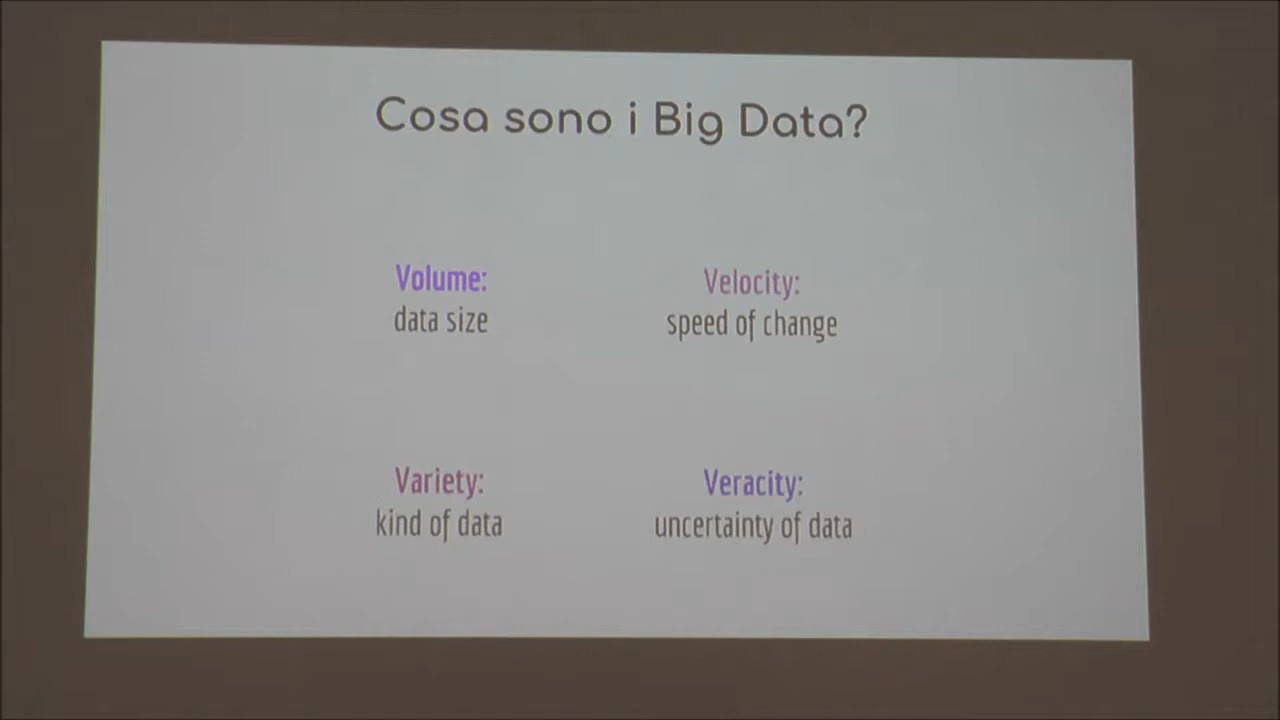 Cosa sono i Big Data?
Volume:
data size
Velocity:
speed of change
Variety:
kind of data
Veracity:
uncertainty of data